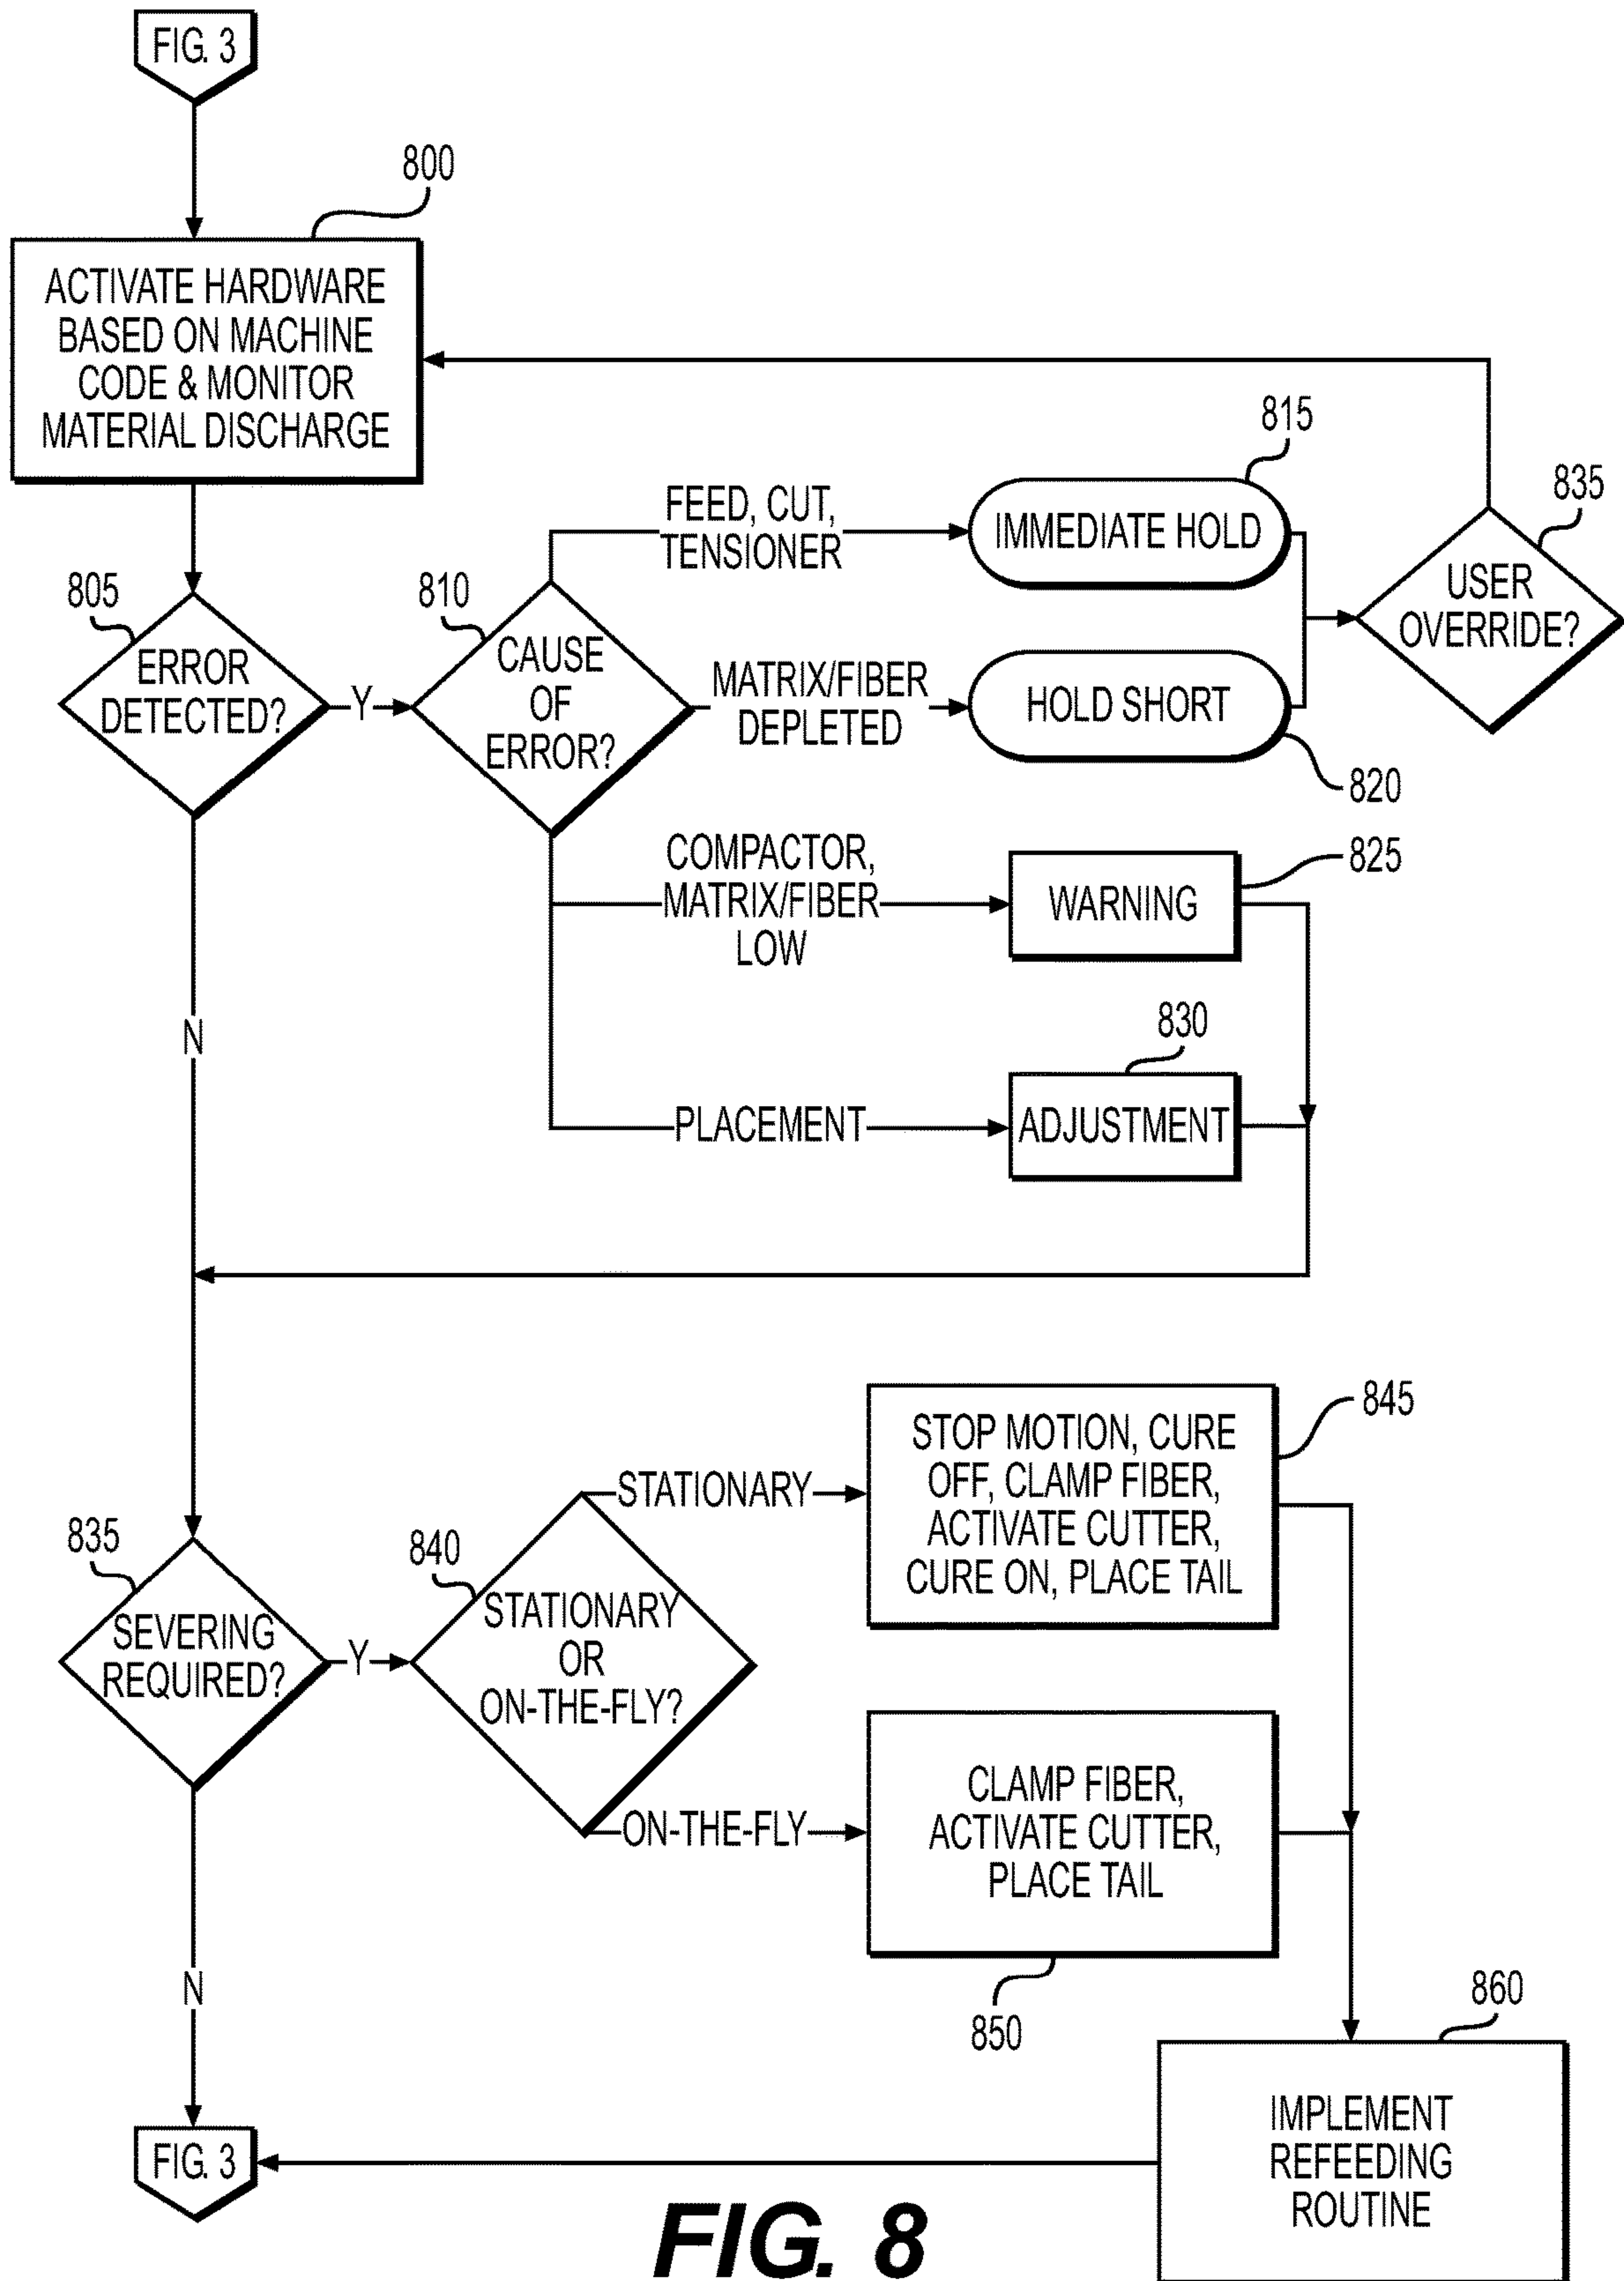 FIG. 3
800
ACTIVATE HARDWARE
BASED ON MACHINE
CODE & MONITOR
MATERIAL DISCHARGE
805
ERROR
DETECTED?
Y
N
810
CAUSE
OF
ERROR?
FEED, CUT,
TENSIONER
815
IMMEDIATE HOLD
MATRIX/FIBER
DEPLETED
HOLD SHORT
820
835
USER
OVERRIDE?
COMPACTOR,
MATRIX/FIBER
LOW
825
WARNING
PLACEMENT
830
ADJUSTMENT
835
SEVERING
REQUIRED?
Y
N
840
STATIONARY
OR
ON-THE-FLY?
STATIONARY
845
STOP MOTION, CURE
OFF, CLAMP FIBER,
ACTIVATE CUTTER,
CURE ON, PLACE TAIL
ON-THE-FLY
CLAMP FIBER,
ACTIVATE CUTTER,
PLACE TAIL
850
860
IMPLEMENT
REFEEDING
ROUTINE
FIG. 3
FIG. 8